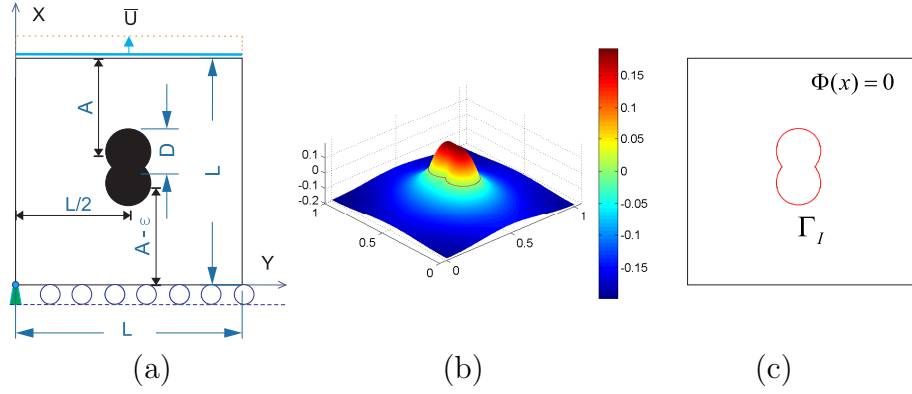 X
U̅
A
D
L
L/2
A - ω
Y
L
(a)
0.1
0
-0.1
-0.2
1
0.5
0
0
0.5
1
0.15
0.1
0.05
0
-0.05
-0.1
-0.15
(b)
Φ(x) = 0
Γ_I
(c)